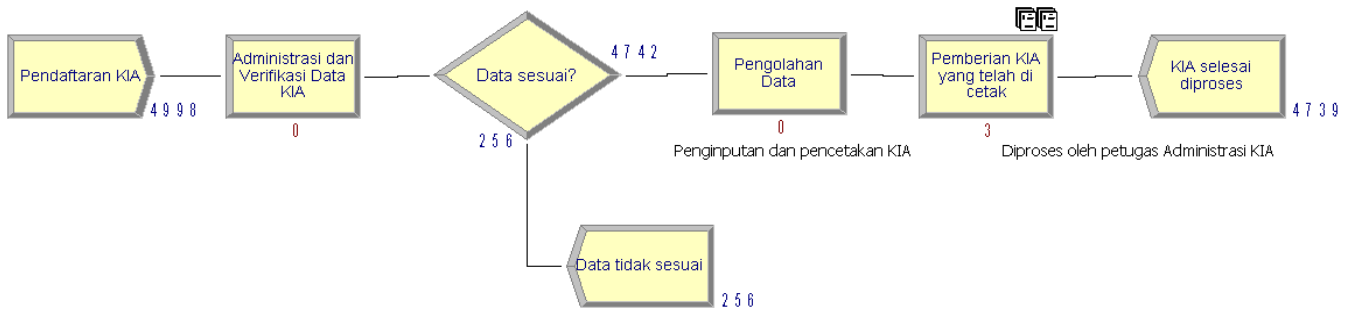 Pendaftaran KIA
4998
Administrasi dan
Verifikasi Data
KIA
0
Data sesuai?
4742
256
Pengolahan
Data
0
Penginputan dan pencetakan KIA
Pemberian KIA
yang telah di
cetak
3
Diproses oleh petugas Administrasi KIA
KIA selesai
diproses
4739
Data tidak sesuai
256